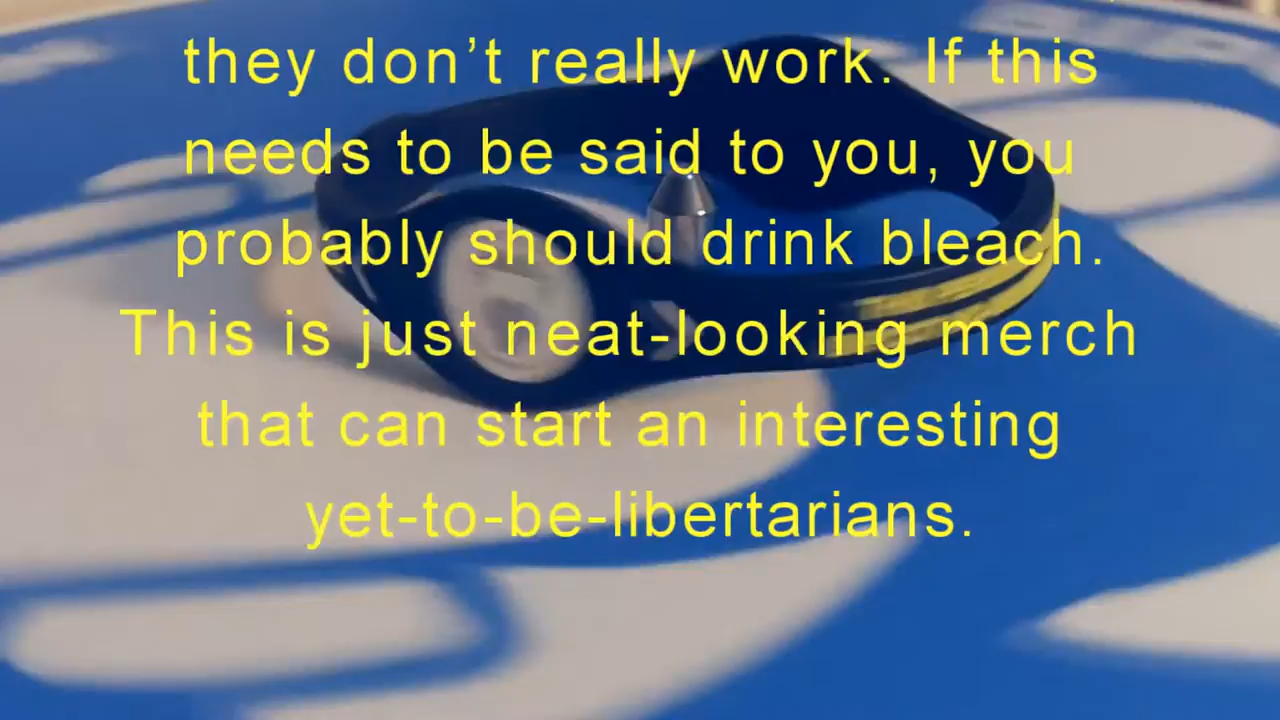 they don’t really work. If this
needs to be said to you, you
probably should drink bleach.
This is just neat-looking merch
that can start an interesting
yet-to-be-libertarians.